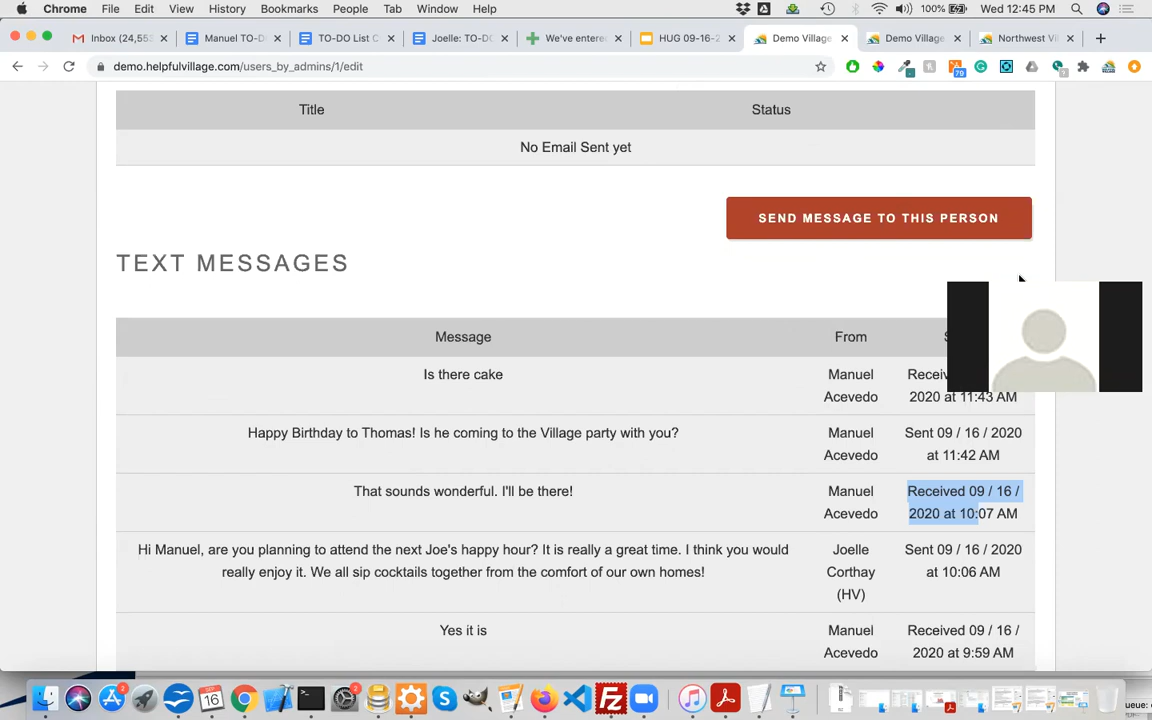 Chrome File Edit View History Bookmarks People Tab Window Help 100% Wed 12:45 PM
Inbox (24,55 Manuel TO-D TO-DO List C Joelle: TO-D We've entere HUG 09-16-2 Demo Village Demo Village Northwest Vi
demo.helpfulvillage.com/users_by_admins/1/edit
79
Title Status
No Email Sent yet
SEND MESSAGE TO THIS PERSON
TEXT MESSAGES
Message From S
Is there cake Manuel Acevedo Receiv
2020 at 11:43 AM
Happy Birthday to Thomas! Is he coming to the Village party with you? Manuel Acevedo Sent 09 / 16 / 2020
at 11:42 AM
That sounds wonderful. I'll be there! Manuel Acevedo Received 09 / 16 /
2020 at 10:07 AM
Hi Manuel, are you planning to attend the next Joe's happy hour? It is really a great time. I think you would
really enjoy it. We all sip cocktails together from the comfort of our own homes!
Joelle
Corthay
(HV)
Sent 09 / 16 / 2020
at 10:06 AM
Yes it is Manuel Acevedo Received 09 / 16 /
2020 at 9:59 AM
SEP
16
ueue: